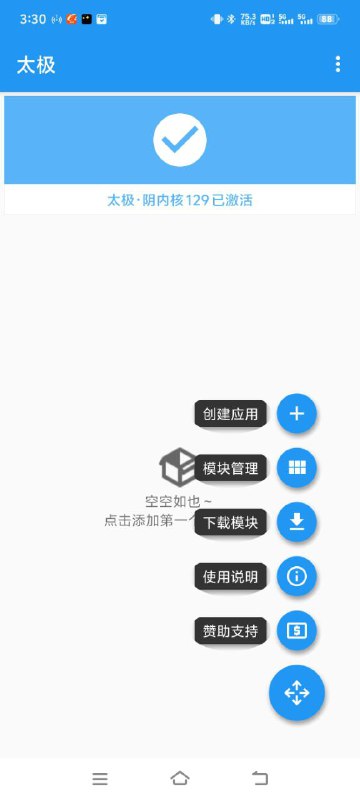 3:30
75.3 KB/s
HD
5G
5G
88
太极
太极·阴内核129已激活
创建应用
模块管理
空空如也~
点击添加第一个
下载模块
使用说明
赞助支持